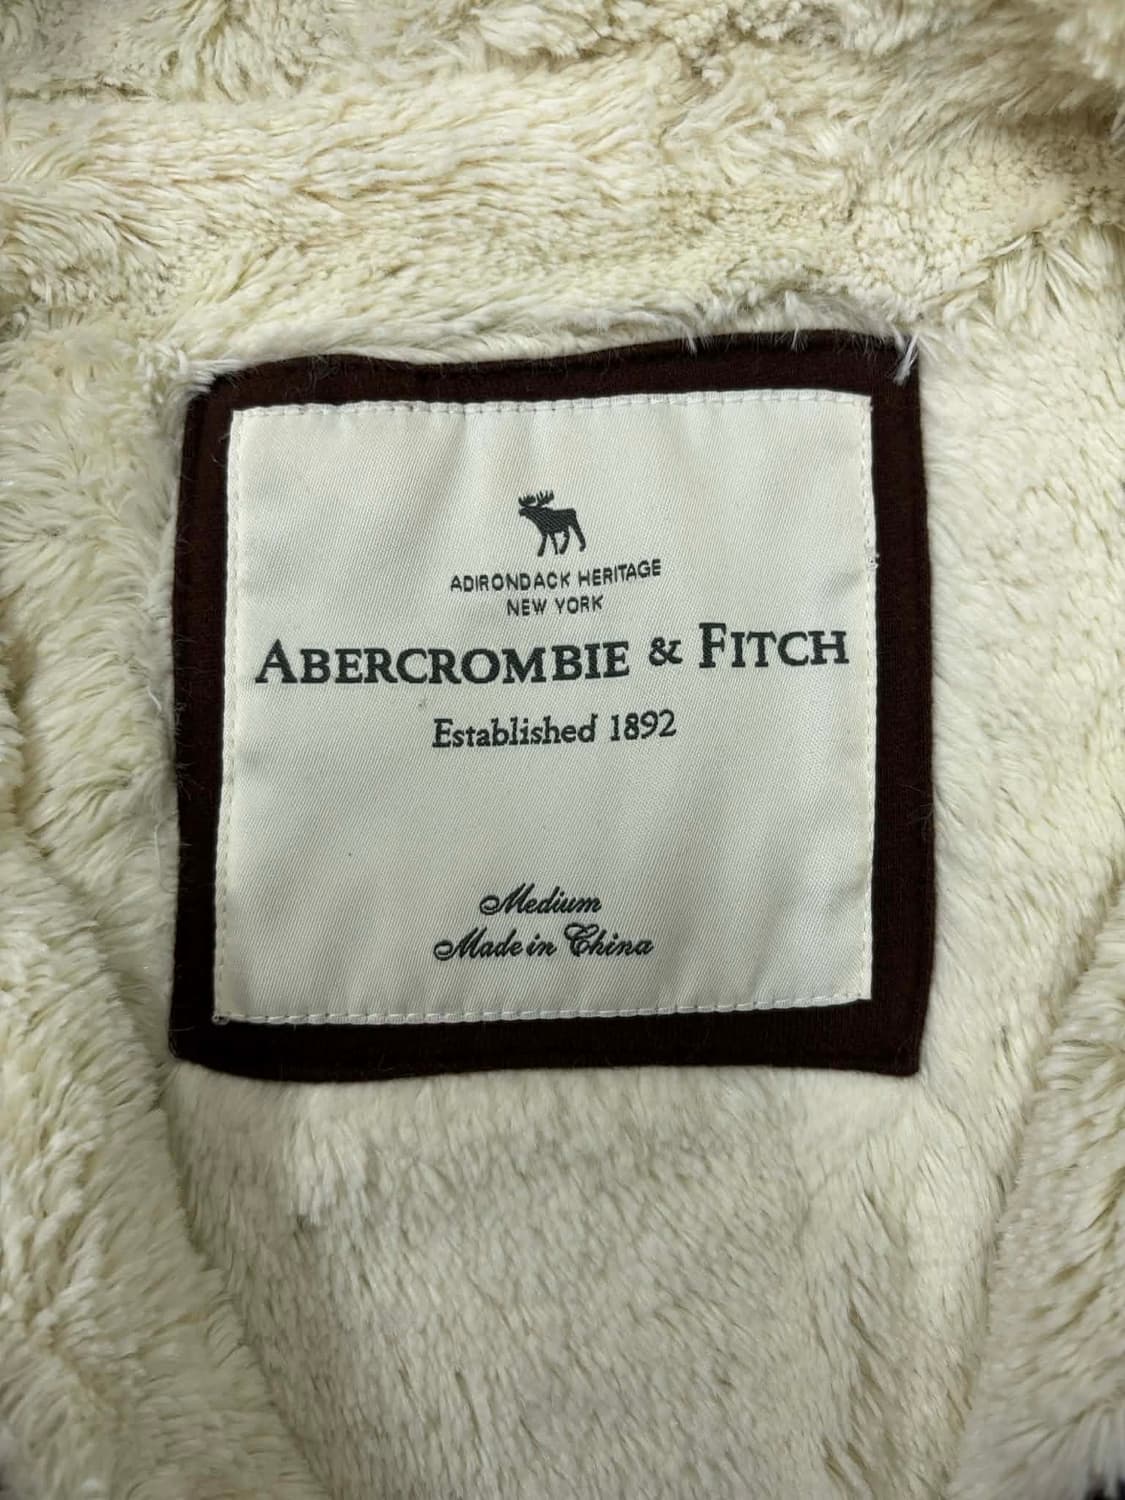 ADIRONDACK HERITAGE
NEW YORK
ABERCROMBIE & FITCH
Established 1892
Medium
Made in China